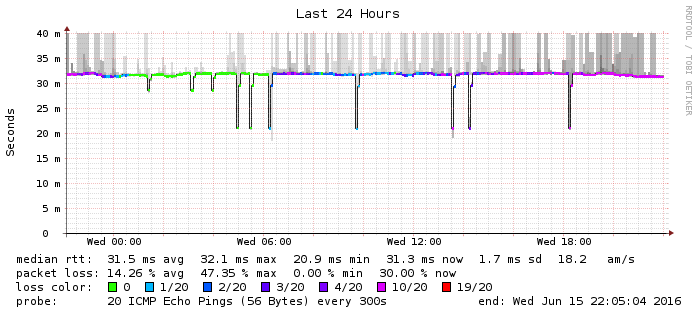 Last 24 Hours
RRDTOOL / TOBI OETIKER
Seconds
40 m
35 m
30 m
25 m
20 m
15 m
10 m
5 m
0
Wed 00:00 Wed 06:00 Wed 12:00 Wed 18:00
median rtt: 31.5 ms avg 32.1 ms max 20.9 ms min 31.3 ms now 1.7 ms sd 18.2 am/s
packet loss: 14.26 % avg 47.35 % max 0.00 % min 30.00 % now
loss color: 0 1/20 2/20 3/20 4/20 10/20 19/20
probe: 20 ICMP Echo Pings (56 Bytes) every 300s end: Wed Jun 15 22:05:04 2016